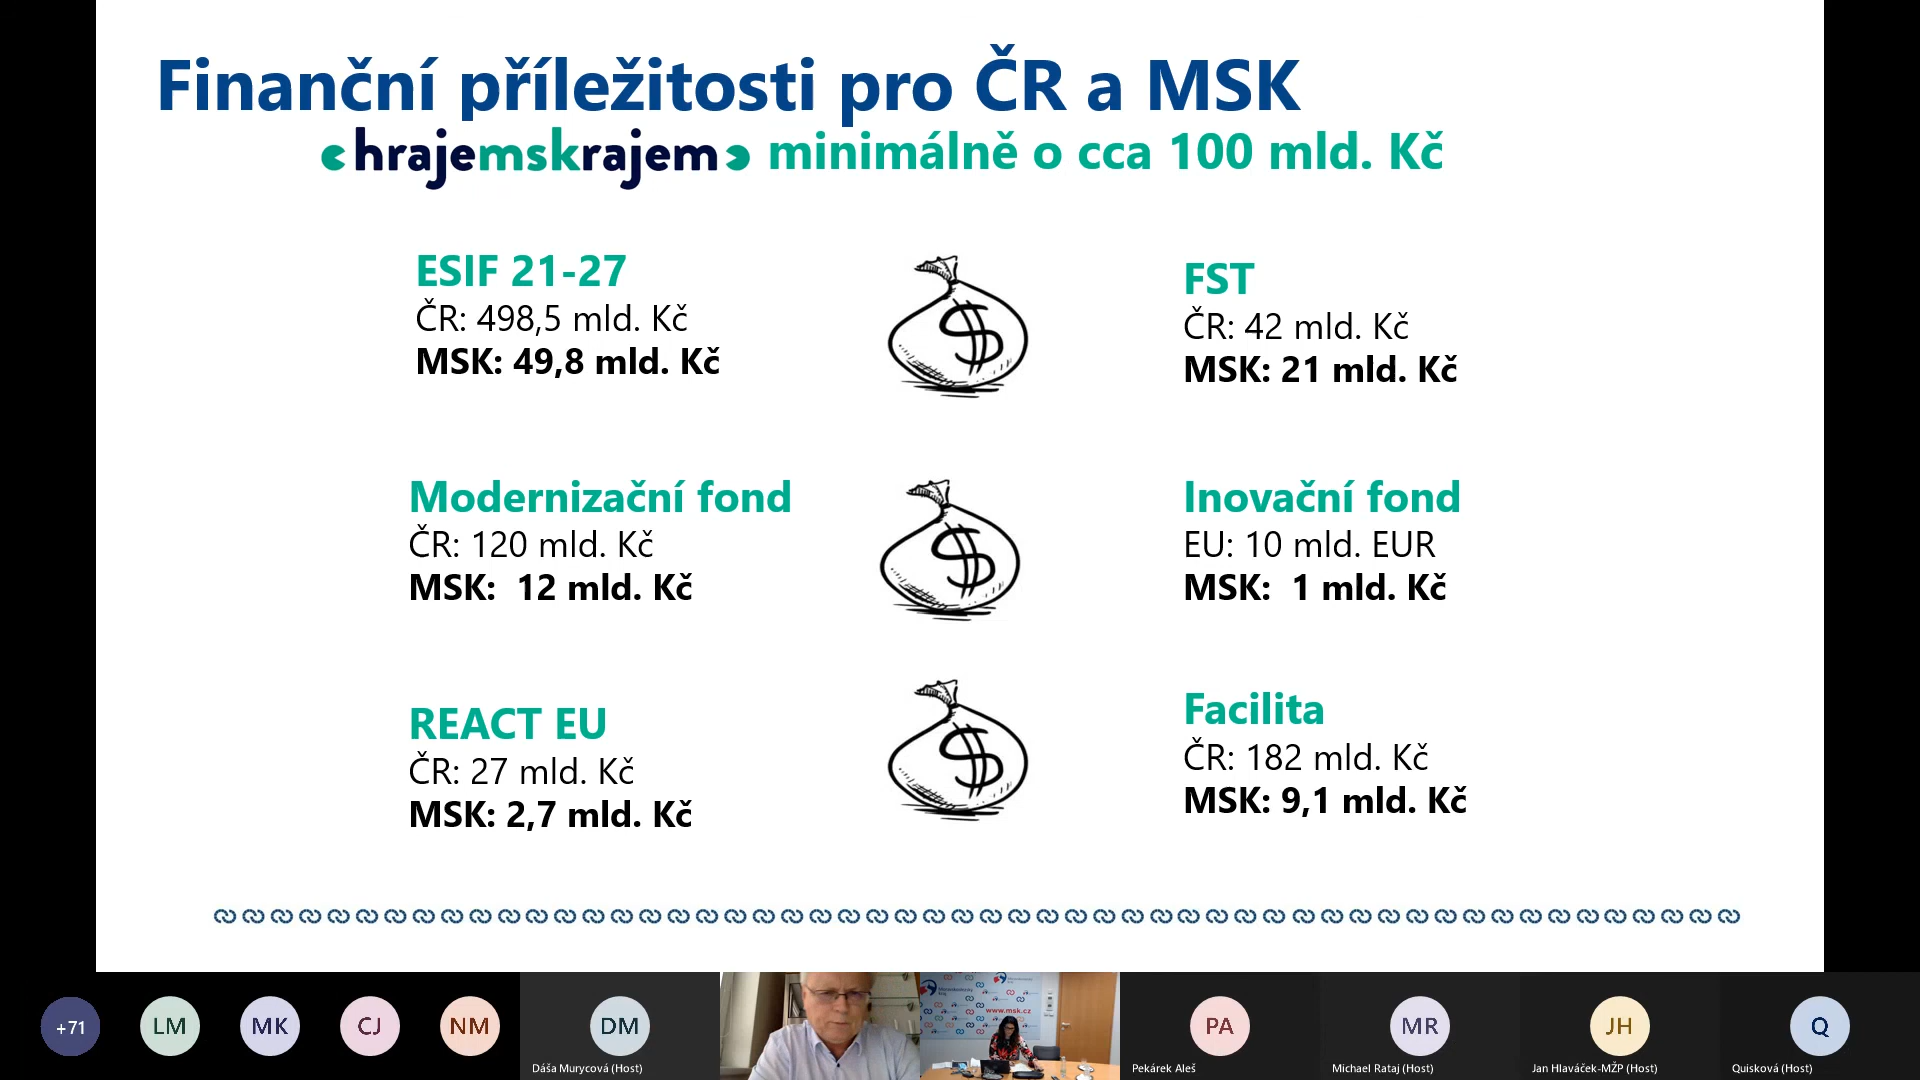 Finanční příležitosti pro ČR a MSK
hrajemskrajem minimálně o cca 100 mld. Kč
ESIF 21-27
ČR: 498,5 mld. Kč
MSK: 49,8 mld. Kč
FST
ČR: 42 mld. Kč
MSK: 21 mld. Kč
Modernizační fond
ČR: 120 mld. Kč
MSK: 12 mld. Kč
Inovační fond
EU: 10 mld. EUR
MSK: 1 mld. Kč
REACT EU
ČR: 27 mld. Kč
MSK: 2,7 mld. Kč
Facilita
ČR: 182 mld. Kč
MSK: 9,1 mld. Kč
+71
LM
MK
CJ
NM
DM
Dáša Murycová (Host)
www.msk.cz
PA
Pekárek Aleš
MR
Michael Rataj (Host)
JH
Jan Hlaváček-MŽP (Host)
Q
Quisková (Host)